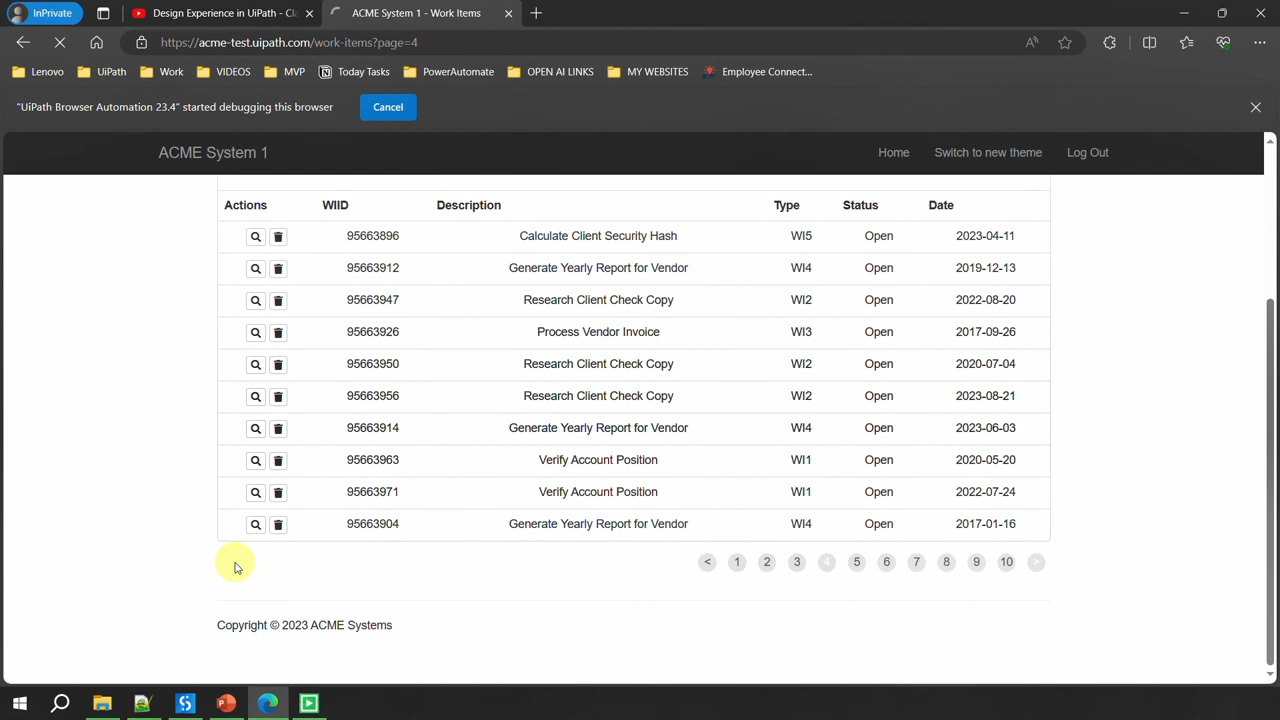 InPrivate
Design Experience in UiPath - Cla
ACME System 1 - Work Items
https://acme-test.uipath.com/work-items?page=4
Lenovo UiPath Work VIDEOS MVP Today Tasks PowerAutomate OPEN AI LINKS MY WEBSITES Employee Connect...
"UiPath Browser Automation 23.4" started debugging this browser Cancel
ACME System 1 Home Switch to new theme Log Out
Actions WIID Description Type Status Date
95663896 Calculate Client Security Hash WI5 Open 2023-04-11
95663912 Generate Yearly Report for Vendor WI4 Open 2019-12-13
95663947 Research Client Check Copy WI2 Open 2022-08-20
95663926 Process Vendor Invoice WI3 Open 2017-09-26
95663950 Research Client Check Copy WI2 Open 2020-07-04
95663956 Research Client Check Copy WI2 Open 2023-08-21
95663914 Generate Yearly Report for Vendor WI4 Open 2023-06-03
95663963 Verify Account Position WI1 Open 2020-05-20
95663971 Verify Account Position WI1 Open 2022-07-24
95663904 Generate Yearly Report for Vendor WI4 Open 2017-01-16
< 1 2 3 4 5 6 7 8 9 10 >
Copyright © 2023 ACME Systems